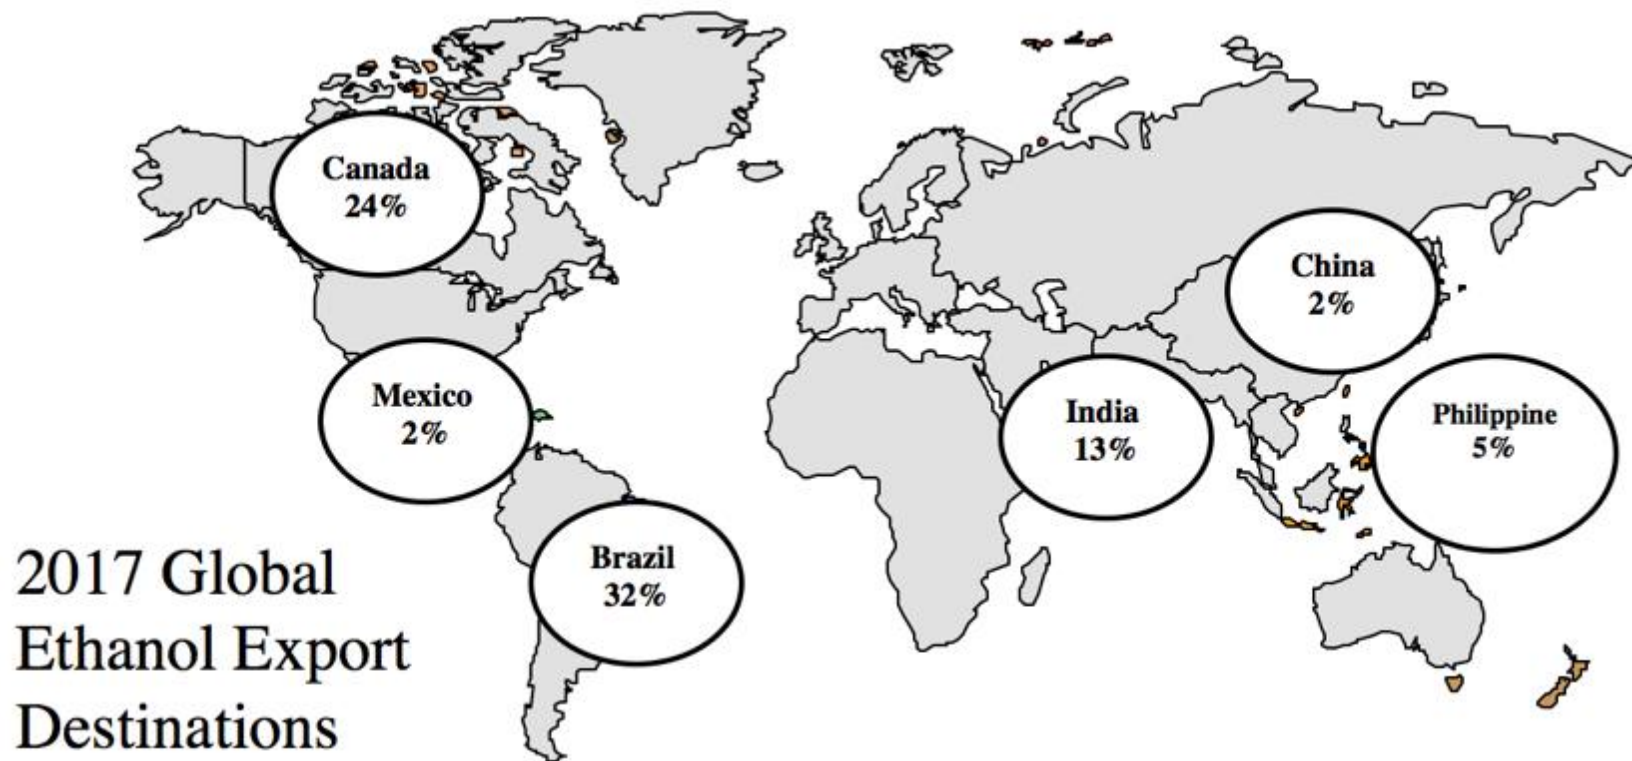 Canada
24%
China
2%
Mexico
2%
India
13%
Philippine
5%
Brazil
32%
2017 Global
Ethanol Export
Destinations